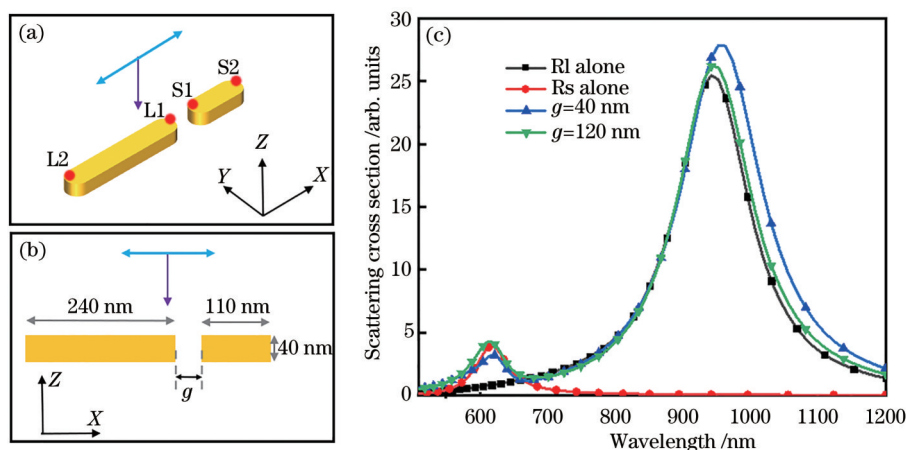 (a)
S2
S1
L1
L2
Z
Y
X
(b)
240 nm
110 nm
40 nm
g
Z
X
(c)
Rl alone
Rs alone
g=40 nm
g=120 nm
Scattering cross section /arb. units
30
25
20
15
10
5
0
600
700
800
900
1000
1100
1200
Wavelength /nm